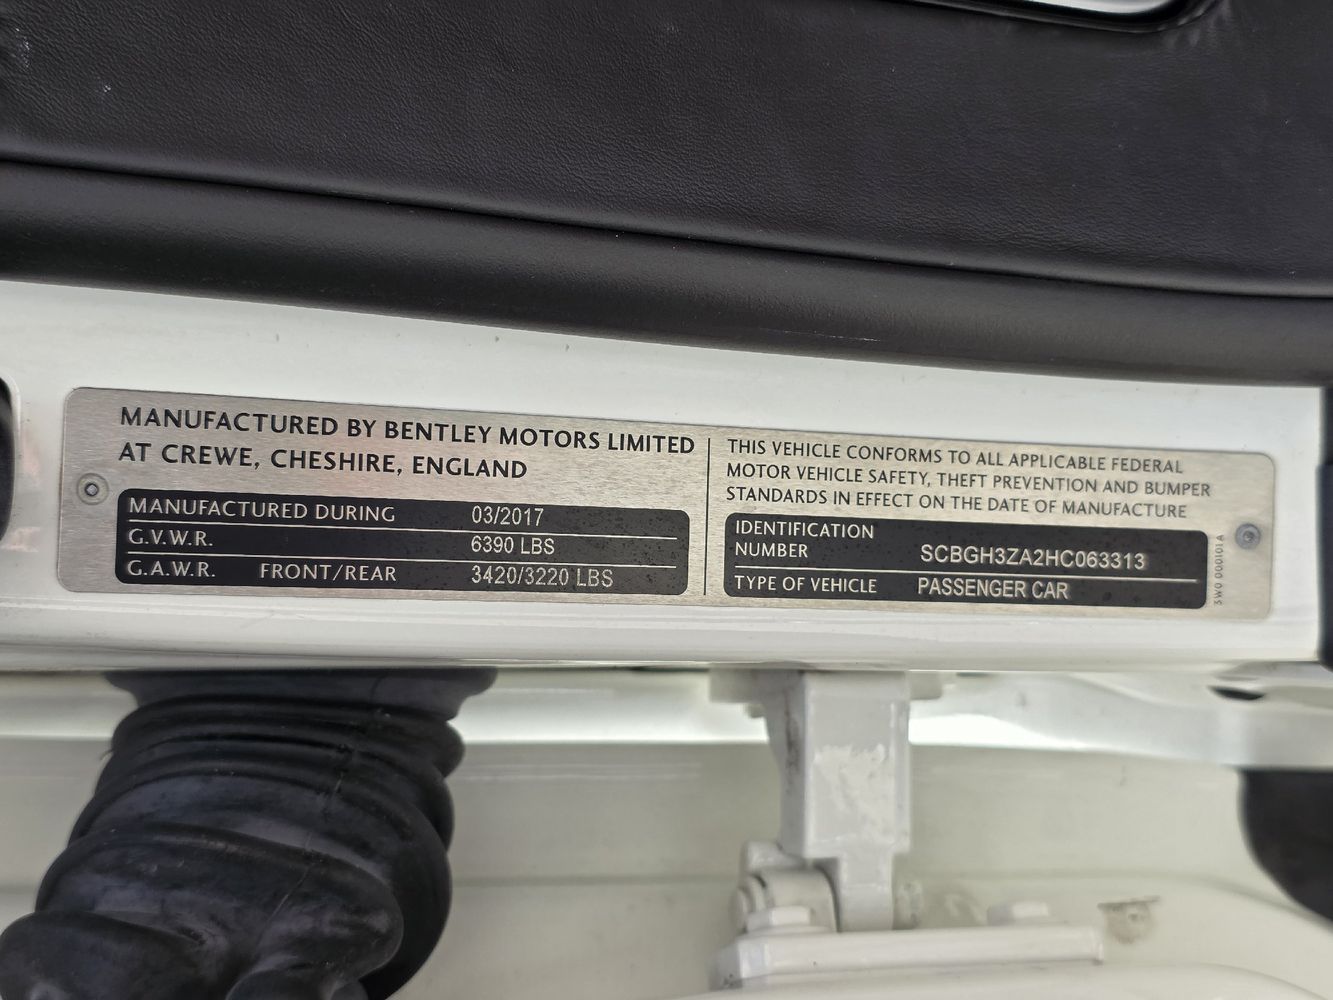 MANUFACTURED BY BENTLEY MOTORS LIMITED
AT CREWE, CHESHIRE, ENGLAND
MANUFACTURED DURING 03/2017
G.V.W.R. 6390 LBS
G.A.W.R. FRONT/REAR 3420/3220 LBS
THIS VEHICLE CONFORMS TO ALL APPLICABLE FEDERAL
MOTOR VEHICLE SAFETY, THEFT PREVENTION AND BUMPER
STANDARDS IN EFFECT ON THE DATE OF MANUFACTURE
IDENTIFICATION
NUMBER SCBGH3ZA2HC063313
TYPE OF VEHICLE PASSENGER CAR
3W0 000101A